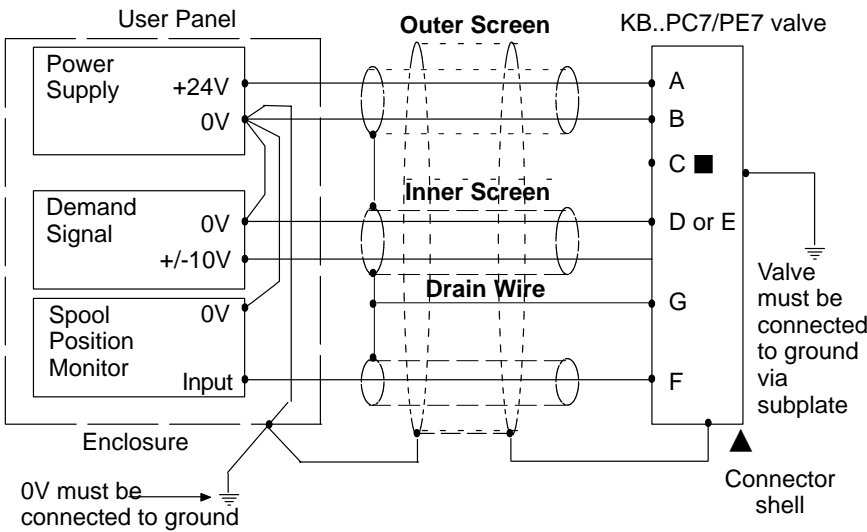 User Panel
Outer Screen
KB..PC7/PE7 valve
Power
Supply
+24V
0V
A
B
C ■
Inner Screen
Demand
Signal
0V
+/-10V
D or E
Drain Wire
Spool
Position
Monitor
0V
Input
G
F
Valve
must be
connected
to ground
via
subplate
Enclosure
▲
Connector
shell
0V must be
connected to ground